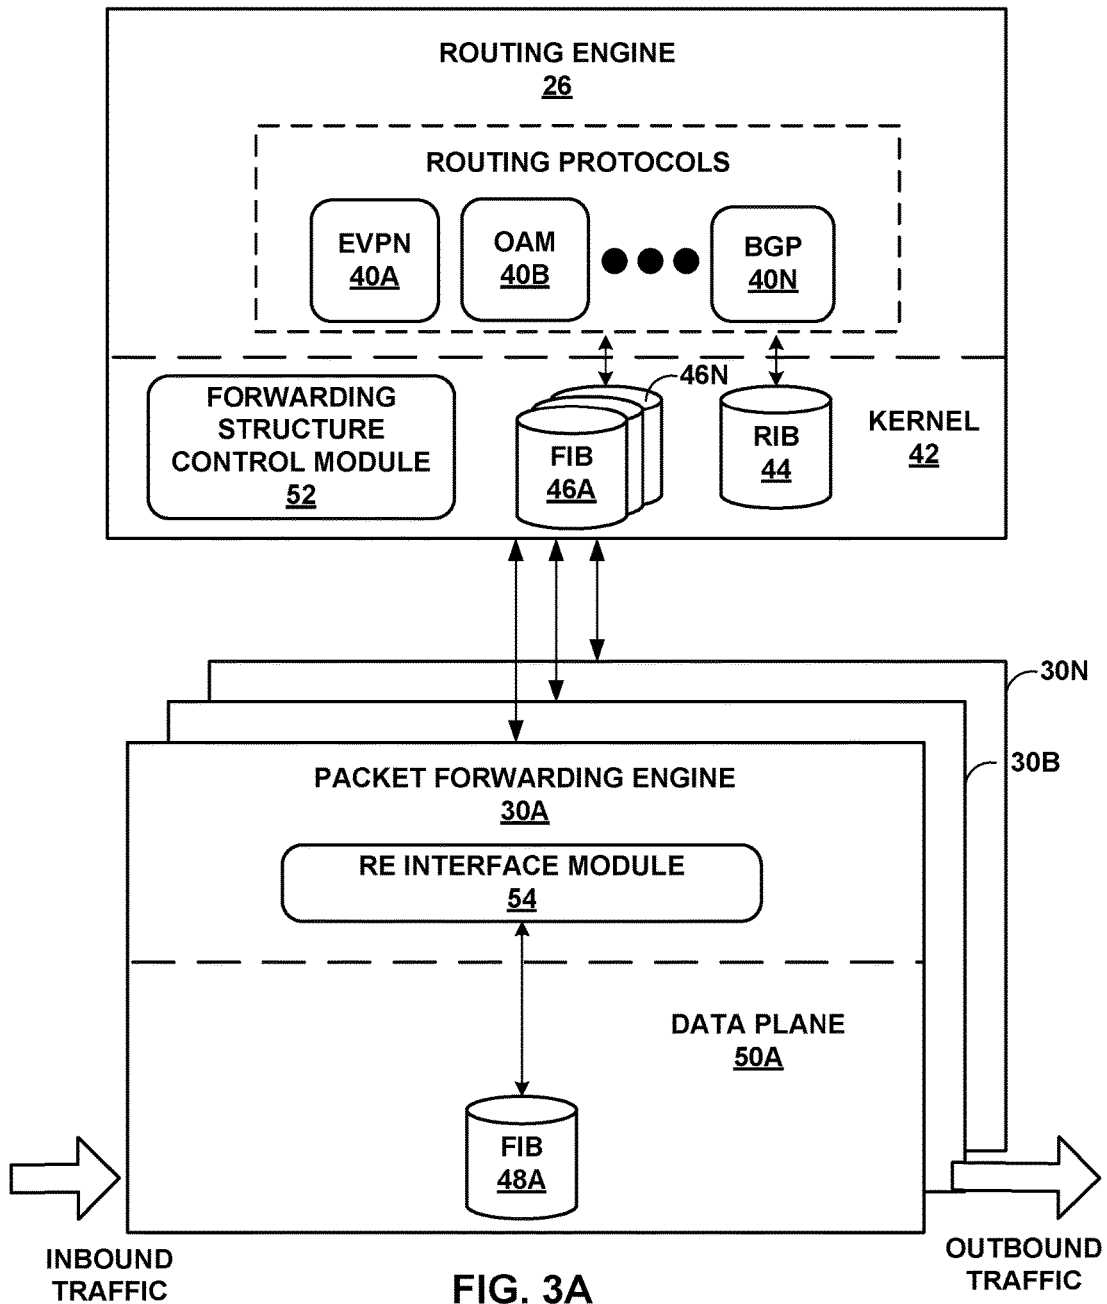 ROUTING ENGINE
26
ROUTING PROTOCOLS
EVPN
40A
OAM
40B
BGP
40N
FORWARDING
STRUCTURE
CONTROL MODULE
52
46N
FIB
46A
RIB
44
KERNEL
42
30N
30B
PACKET FORWARDING ENGINE
30A
RE INTERFACE MODULE
54
DATA PLANE
50A
FIB
48A
INBOUND
TRAFFIC
OUTBOUND
TRAFFIC
FIG. 3A